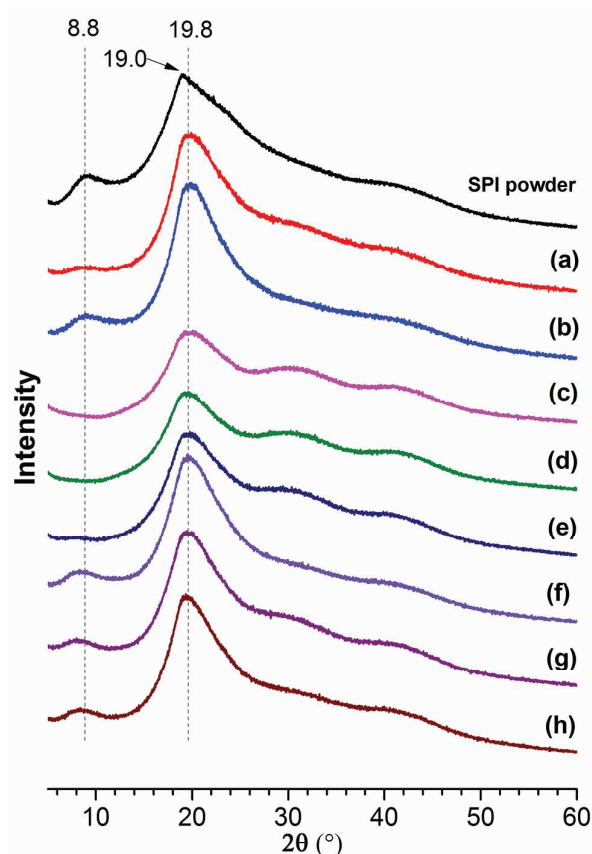 8.8
19.8
19.0
SPI powder
(a)
(b)
(c)
(d)
(e)
(f)
(g)
(h)
Intensity
10 20 30 40 50 60
2θ (°)